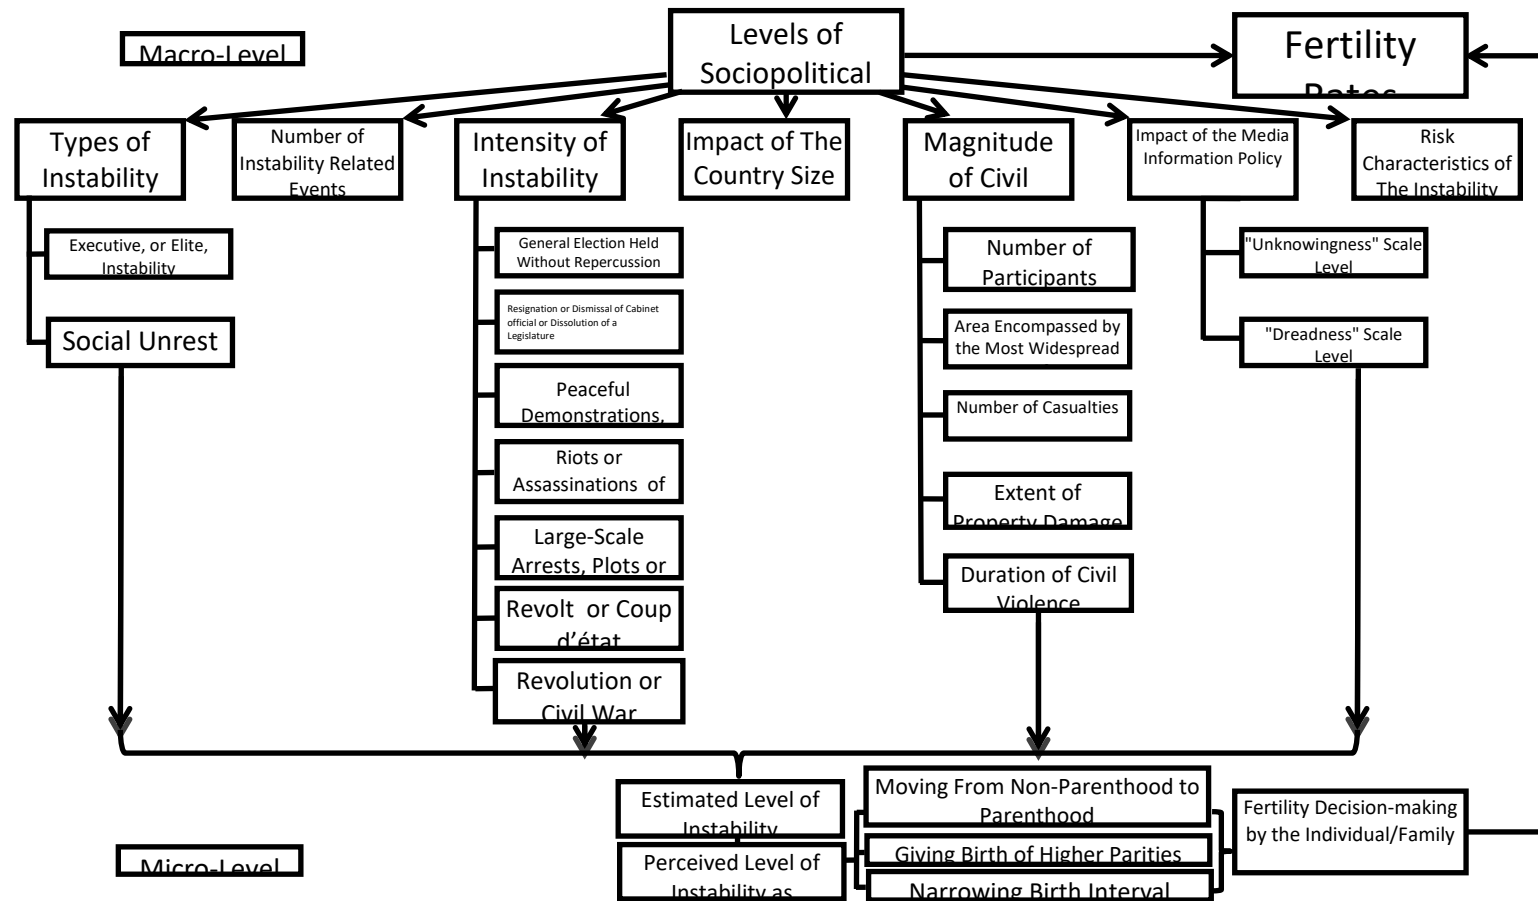 Macro-Level
Levels of
Sociopolitical
Fertility
Rates
Types of
Instability
Number of
Instability Related
Events
Intensity of
Instability
Impact of The
Country Size
Magnitude
of Civil
Impact of the Media
Information Policy
Risk
Characteristics of
The Instability
Executive, or Elite,
Instability
Social Unrest
General Election Held
Without Repercussion
Resignation or Dismissal of Cabinet
official or Dissolution of a
Legislature
Peaceful
Demonstrations,
Riots or
Assassinations of
Large-Scale
Arrests, Plots or
Revolt or Coup
d’état
Revolution or
Civil War
Number of
Participants
Area Encompassed by
the Most Widespread
Number of Casualties
Extent of
Property Damage
Duration of Civil
Violence
"Unknowingness" Scale
Level
"Dreadness" Scale
Level
Estimated Level of
Instability
Perceived Level of
Instability as
Moving From Non-Parenthood to
Parenthood
Giving Birth of Higher Parities
Narrowing Birth Interval
Fertility Decision-making
by the Individual/Family
Micro-Level